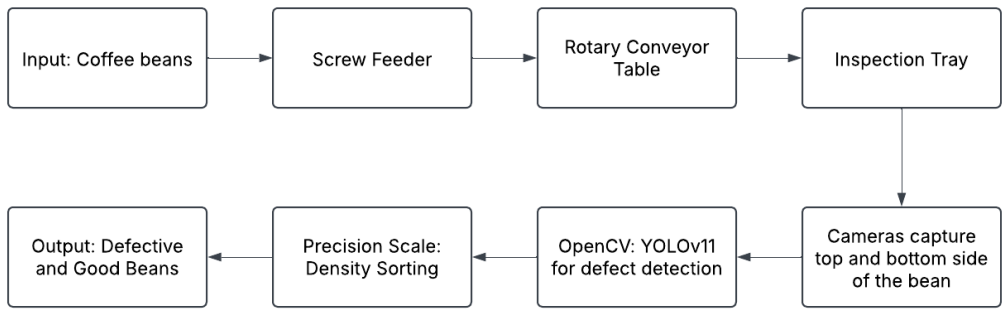 Input: Coffee beans
Screw Feeder
Rotary Conveyor
Table
Inspection Tray
Cameras capture
top and bottom side
of the bean
OpenCV: YOLOv11
for defect detection
Precision Scale:
Density Sorting
Output: Defective
and Good Beans